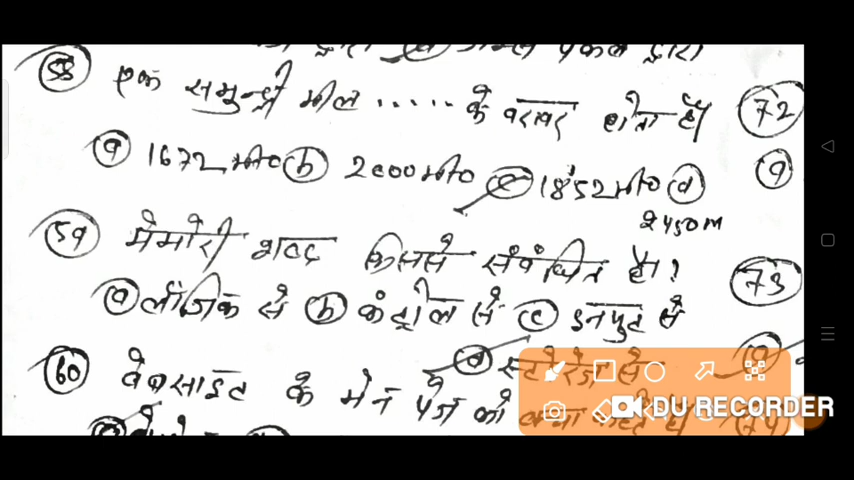 58 एक समुन्द्री मील ..... के बराबर होता है। 72
a 1672 मी० b 2000 मी० c 1852 मी० d a
2450m
59 मेमोरी शब्द किससे संबंधित है? 73
a लॉजिक से b कंट्रोल से c इनपुट से
d स्टोरेज से a
60 वेबसाइट के मेन पेज को
DU RECORDER